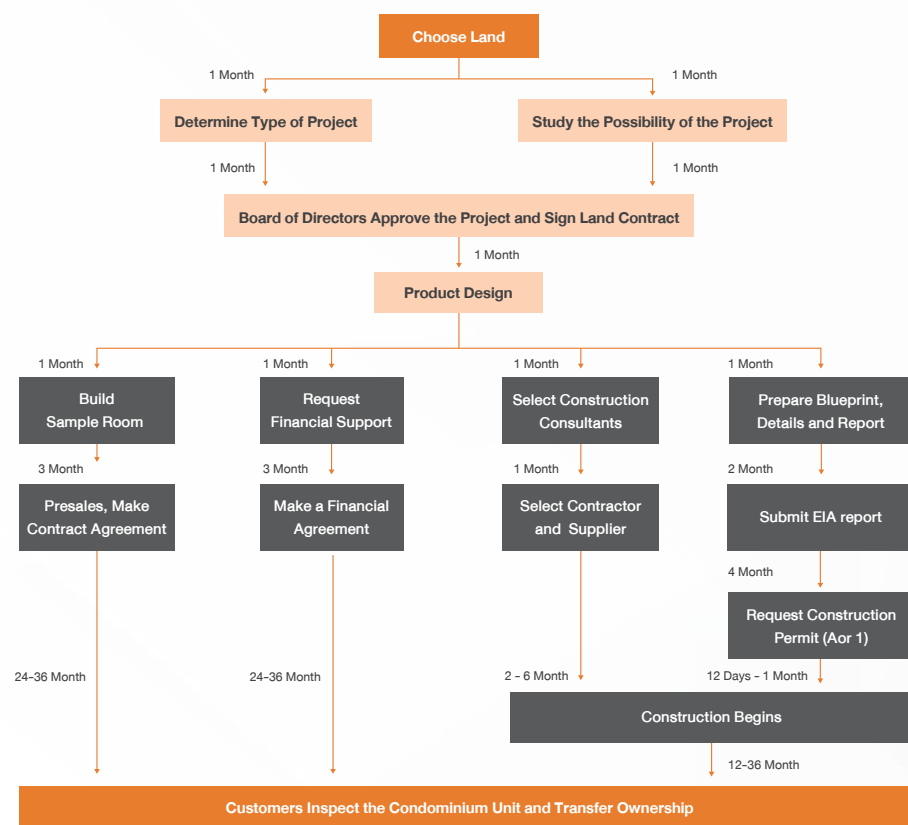 Choose Land
1 Month
1 Month
Determine Type of Project
Study the Possibility of the Project
1 Month
1 Month
Board of Directors Approve the Project and Sign Land Contract
1 Month
Product Design
1 Month
1 Month
1 Month
1 Month
Build
Sample Room
Request
Financial Support
Select Construction
Consultants
Prepare Blueprint,
Details and Report
3 Month
3 Month
1 Month
2 Month
Presales, Make
Contract Agreement
Make a Financial
Agreement
Select Contractor
and Supplier
Submit EIA report
4 Month
Request Construction
Permit (Aor 1)
24-36 Month
24-36 Month
2 - 6 Month
12 Days - 1 Month
Construction Begins
12-36 Month
Customers Inspect the Condominium Unit and Transfer Ownership